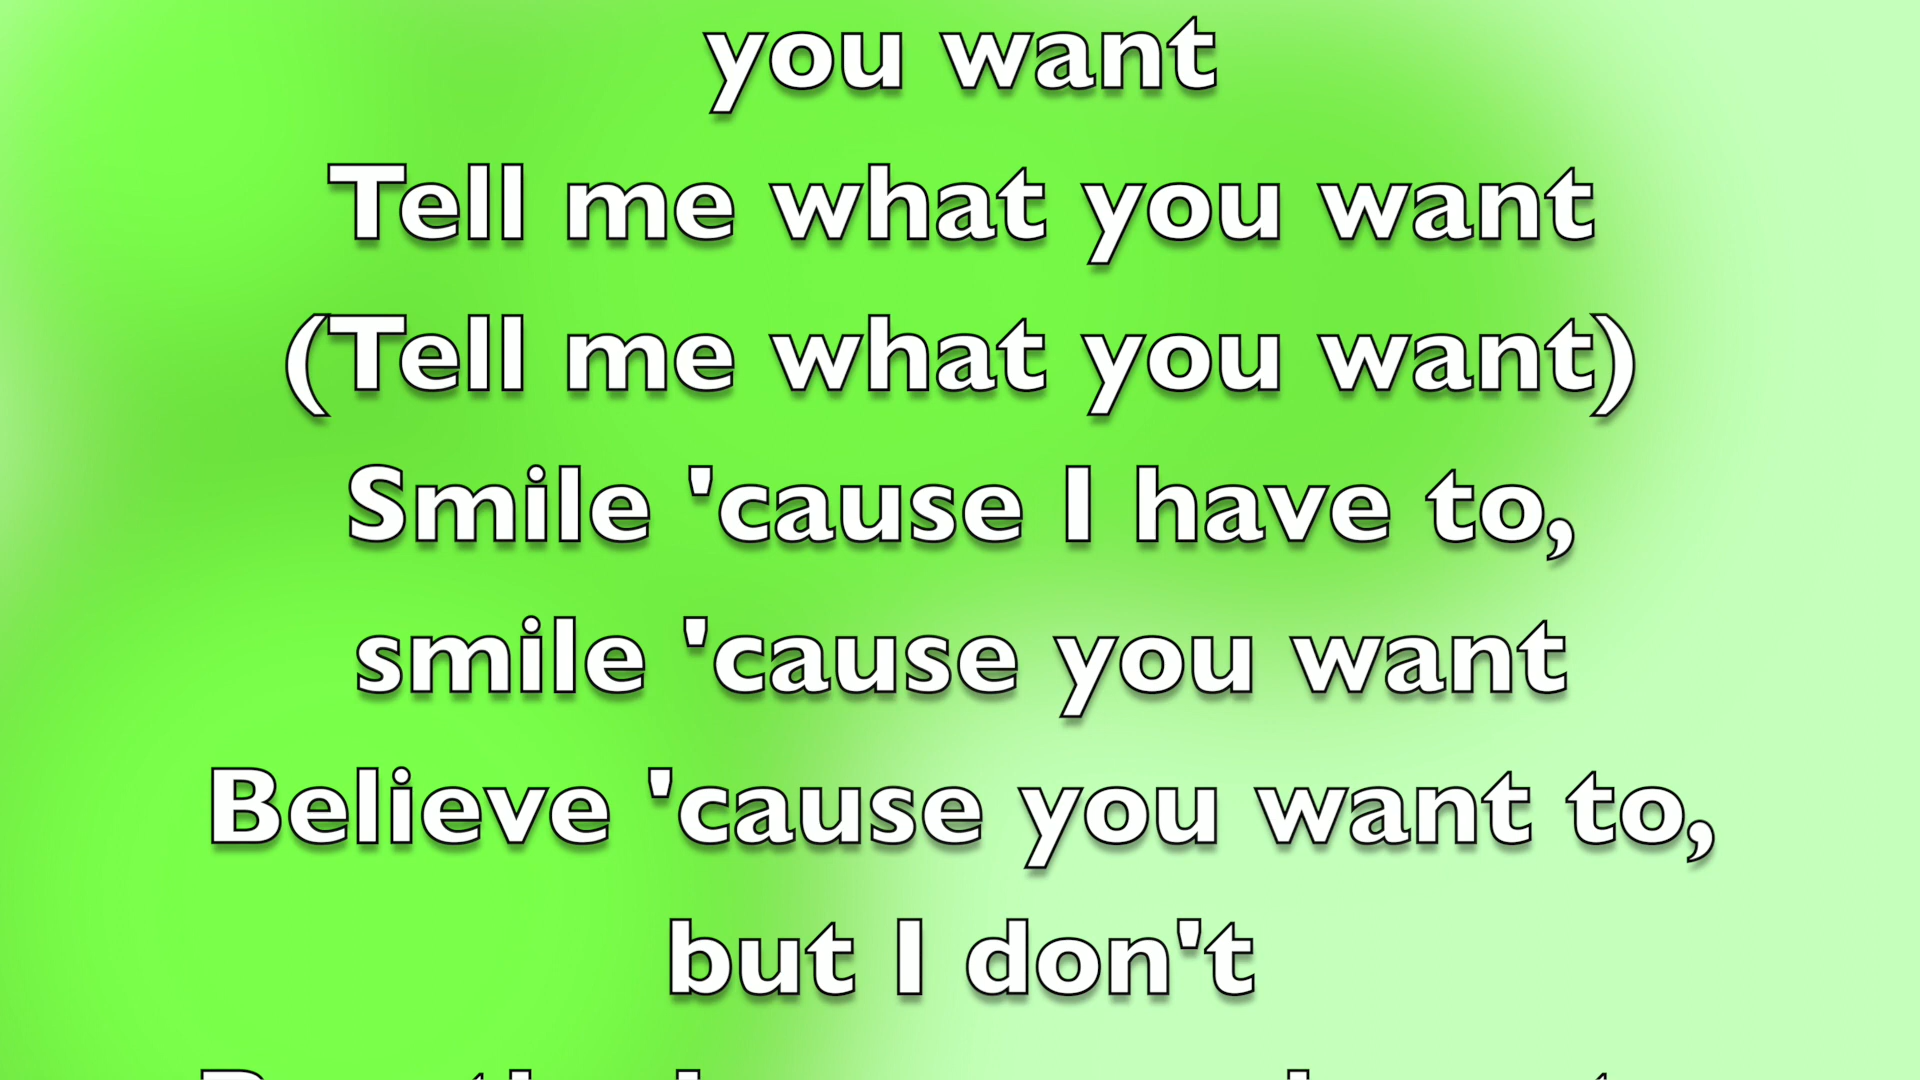 you want
Tell me what you want
(Tell me what you want)
Smile 'cause I have to,
smile 'cause you want
Believe 'cause you want to,
but I don't